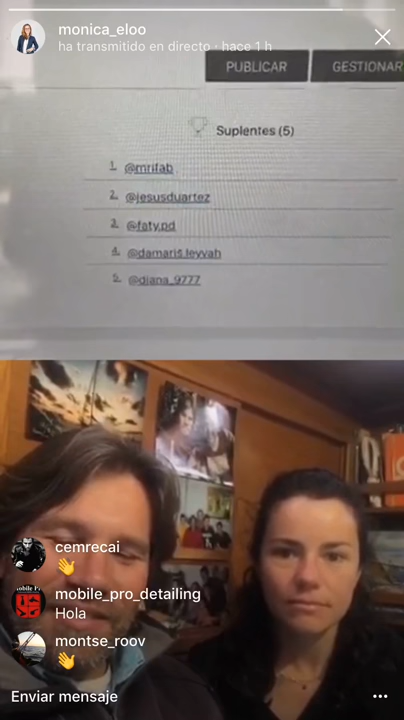 monica_eloo
ha transmitido en directo · hace 1 h
PUBLICAR
GESTIONAR
Suplentes (5)
1. @mrifab
2. @jesusduartez
3. @faty.pd
4. @damaris.leyvah
5. @diana_9777
cemrecai
👋
mobile_pro_detailing
Hola
montse_roov
👋
Enviar mensaje